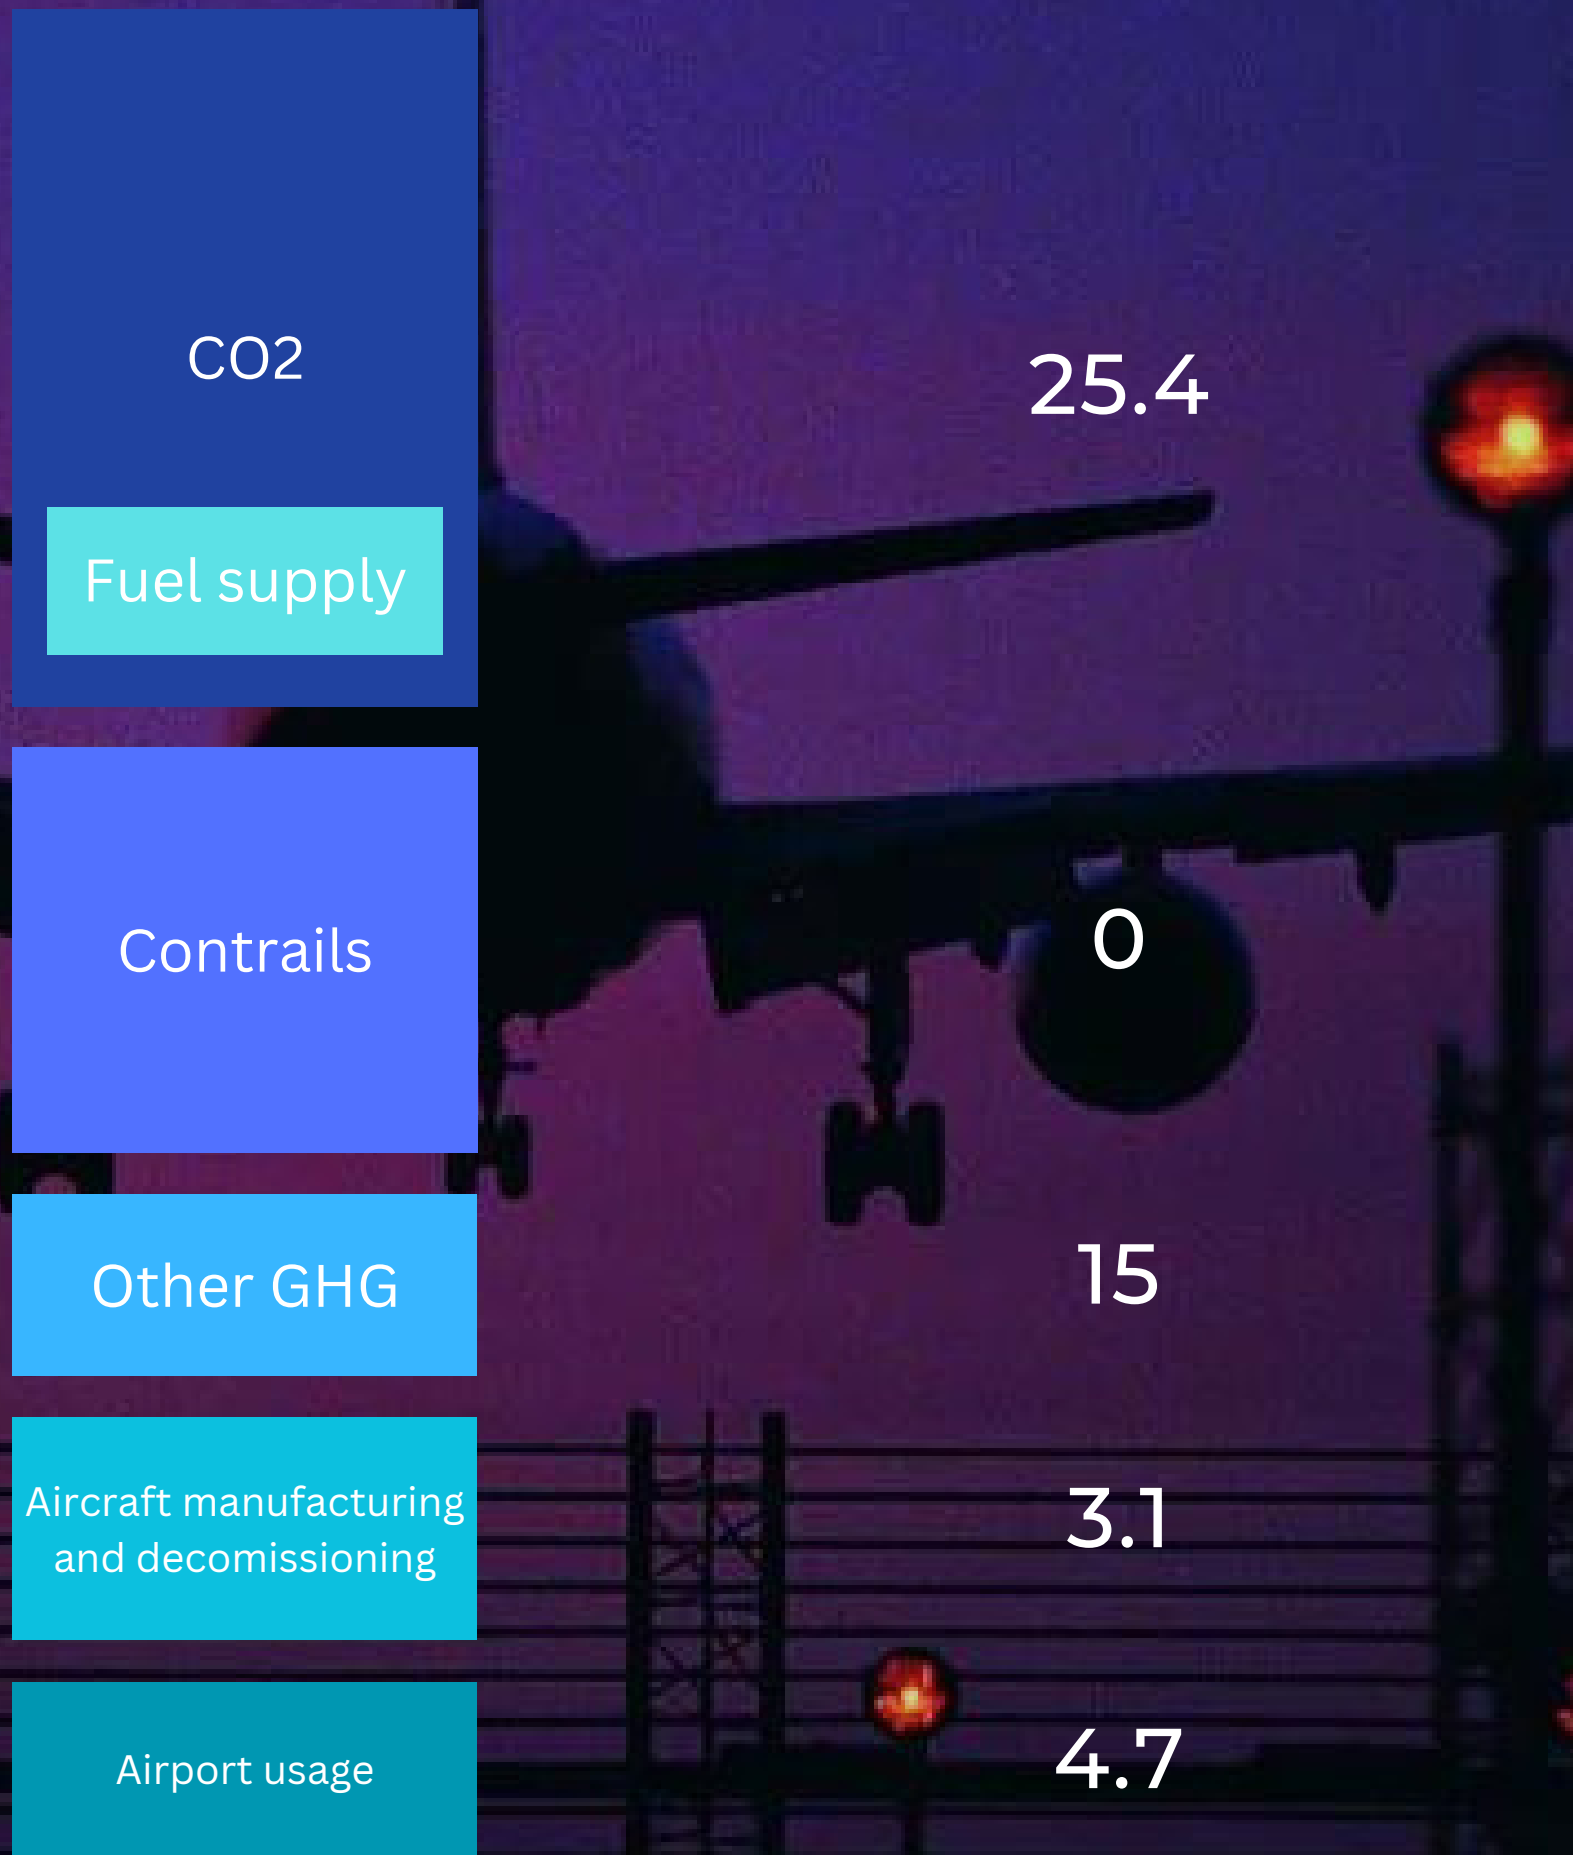 CO2
25.4
Fuel supply
Contrails
0
Other GHG
15
Aircraft manufacturing
and decomissioning
3.1
Airport usage
4.7